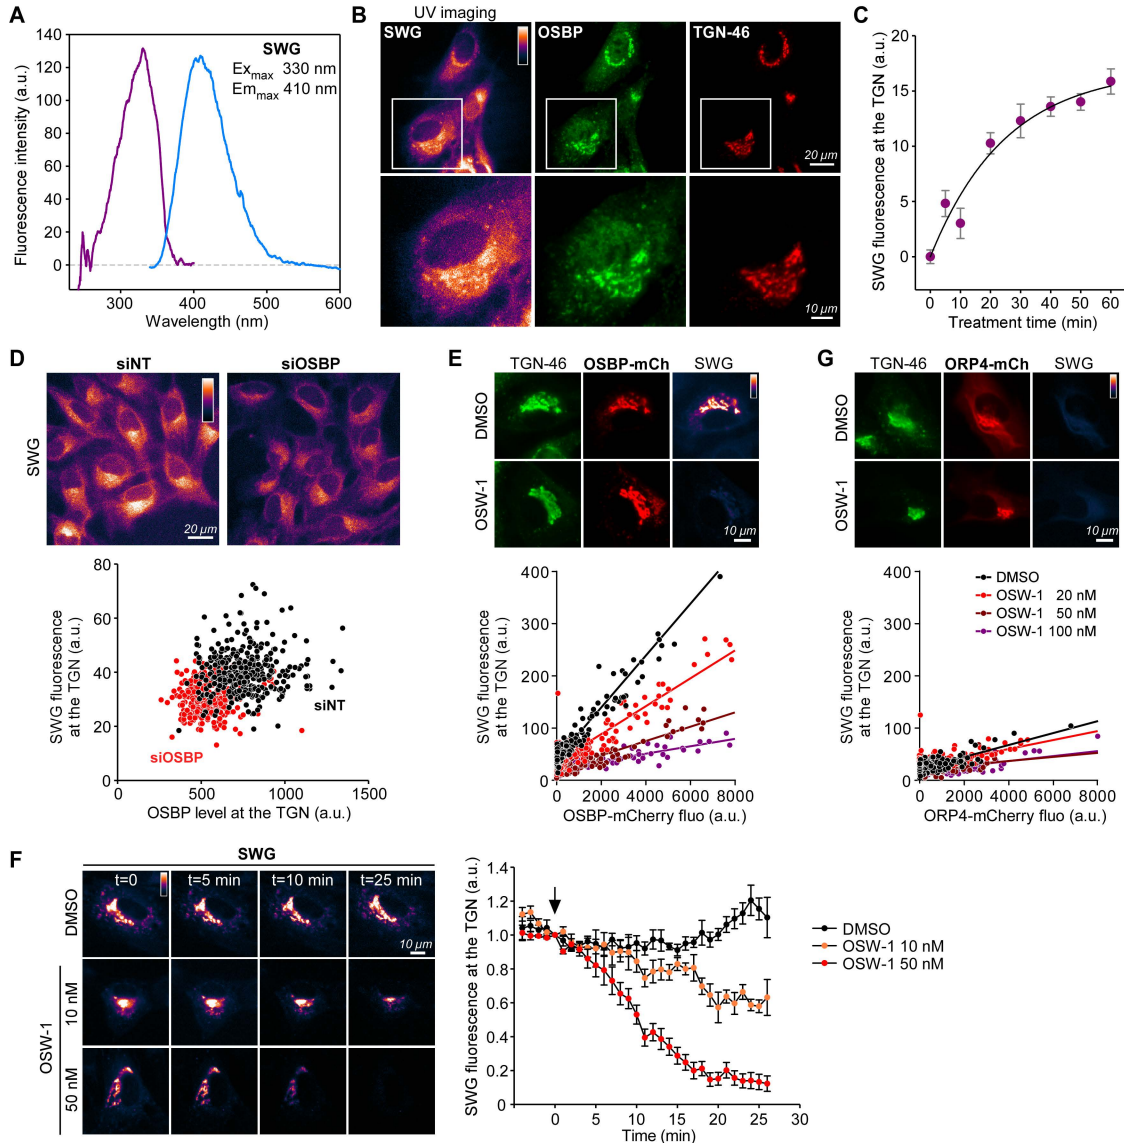 A
Fluorescence intensity (a.u.)
140
120
100
80
60
40
20
0
SWG
Exmax 330 nm
Emmax 410 nm
300 400 500 600
Wavelength (nm)
B
UV imaging
SWG OSBP TGN-46
20 µm
10 µm
C
SWG fluorescence at the TGN (a.u.)
20
15
10
5
0
0 10 20 30 40 50 60
Treatment time (min)
D
siNT siOSBP
SWG
20 µm
SWG fluorescence
at the TGN (a.u.)
80
60
40
20
0
siNT
siOSBP
0 500 1000 1500
OSBP level at the TGN (a.u.)
E
TGN-46 OSBP-mCh SWG
DMSO
OSW-1
10 µm
SWG fluorescence
at the TGN (a.u.)
400
300
200
100
0
0 2000 4000 6000 8000
OSBP-mCherry fluo (a.u.)
G
TGN-46 ORP4-mCh SWG
DMSO
OSW-1
10 µm
SWG fluorescence
at the TGN (a.u.)
400
300
200
100
0
DMSO
OSW-1 20 nM
OSW-1 50 nM
OSW-1 100 nM
0 2000 4000 6000 8000
ORP4-mCherry fluo (a.u.)
F
SWG
t=0 t=5 min t=10 min t=25 min
DMSO
10 µm
OSW-1
10 nM
50 nM
SWG fluorescence at the TGN (a.u.)
1.4
1.2
1.0
0.8
0.6
0.4
0.2
0
0 5 10 15 20 25 30
Time (min)
DMSO
OSW-1 10 nM
OSW-1 50 nM